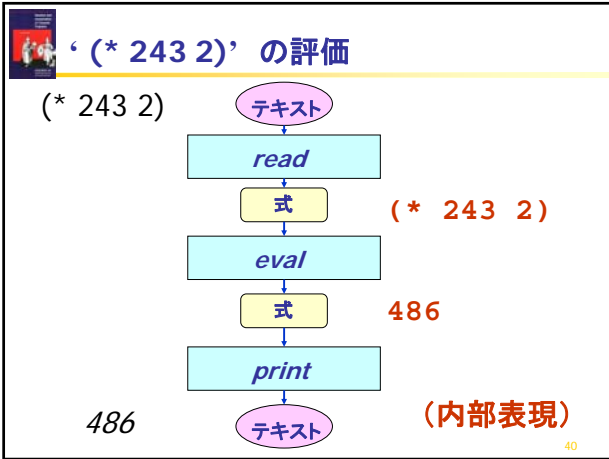 ‘ (* 243 2)’ の評価
(* 243 2)
テキスト
read
式
(* 243 2)
eval
式
486
print
486
テキスト
(内部表現)
40